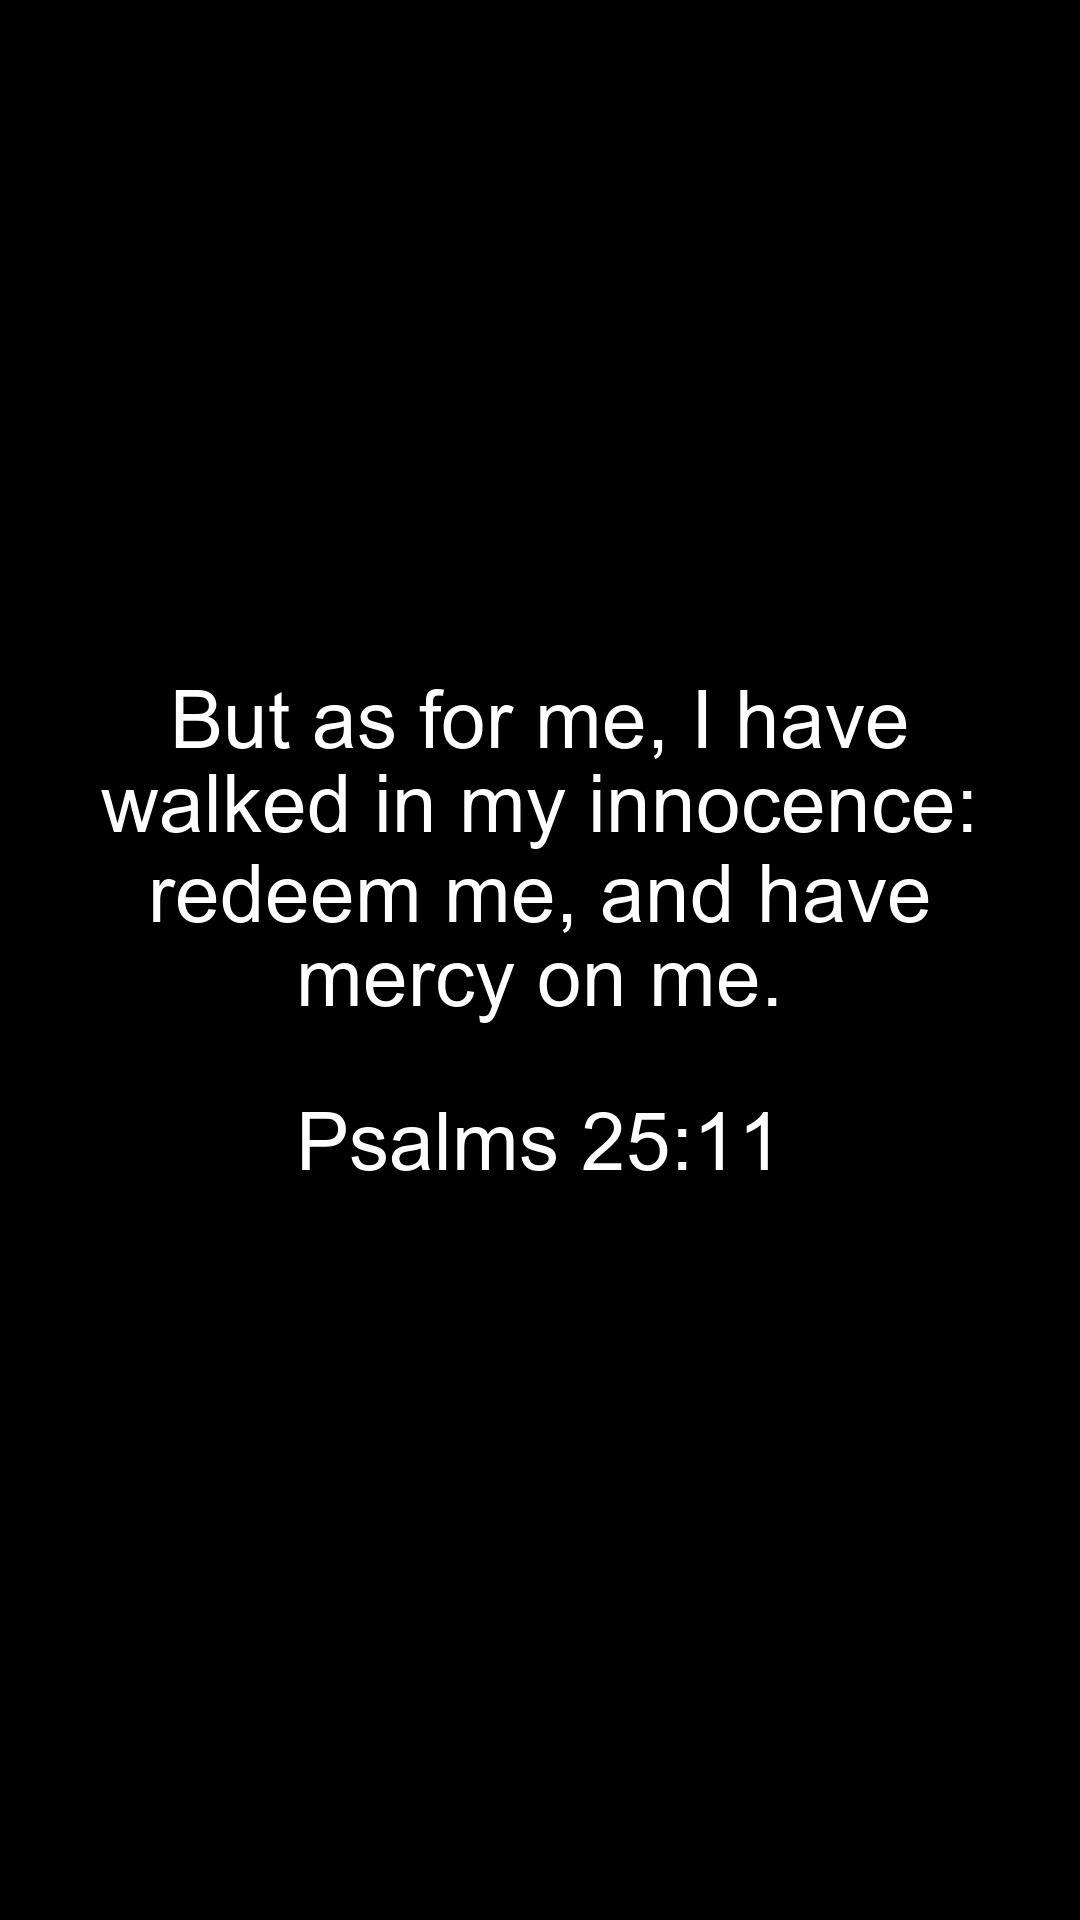 But as for me, I have
walked in my innocence:
redeem me, and have
mercy on me.
Psalms 25:11